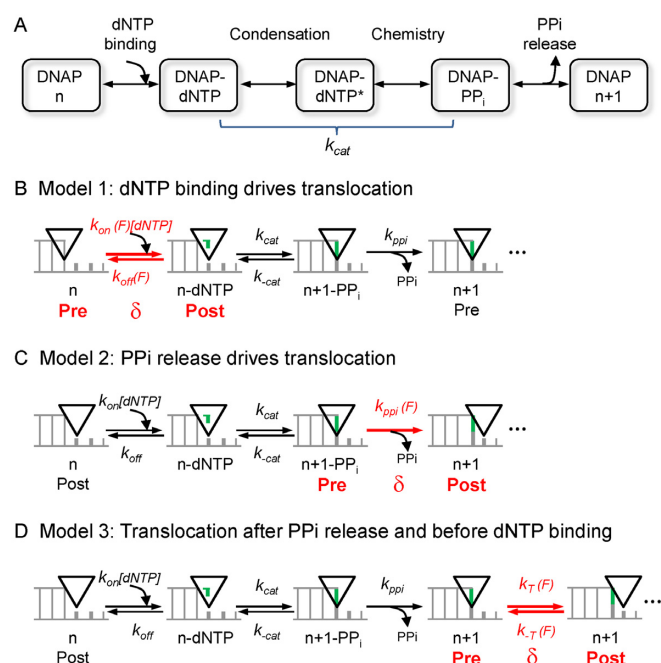 A
dNTP
binding
Condensation
Chemistry
PPi
release
DNAP
n
DNAP-
dNTP
DNAP-
dNTP*
DNAP-
PPi
DNAP
n+1
kcat
B Model 1: dNTP binding drives translocation
kon (F)[dNTP]
koff(F)
kcat
k-cat
kppi
PPi
...
n
n-dNTP
n+1-PPi
n+1
Pre
δ
Post
Pre
C Model 2: PPi release drives translocation
kon[dNTP]
koff
kcat
k-cat
kppi (F)
PPi
...
n
n-dNTP
n+1-PPi
n+1
Post
Pre
δ
Post
D Model 3: Translocation after PPi release and before dNTP binding
kon[dNTP]
koff
kcat
k-cat
kppi
PPi
kT (F)
k-T (F)
...
n
n-dNTP
n+1-PPi
n+1
n+1
Post
Pre
δ
Post